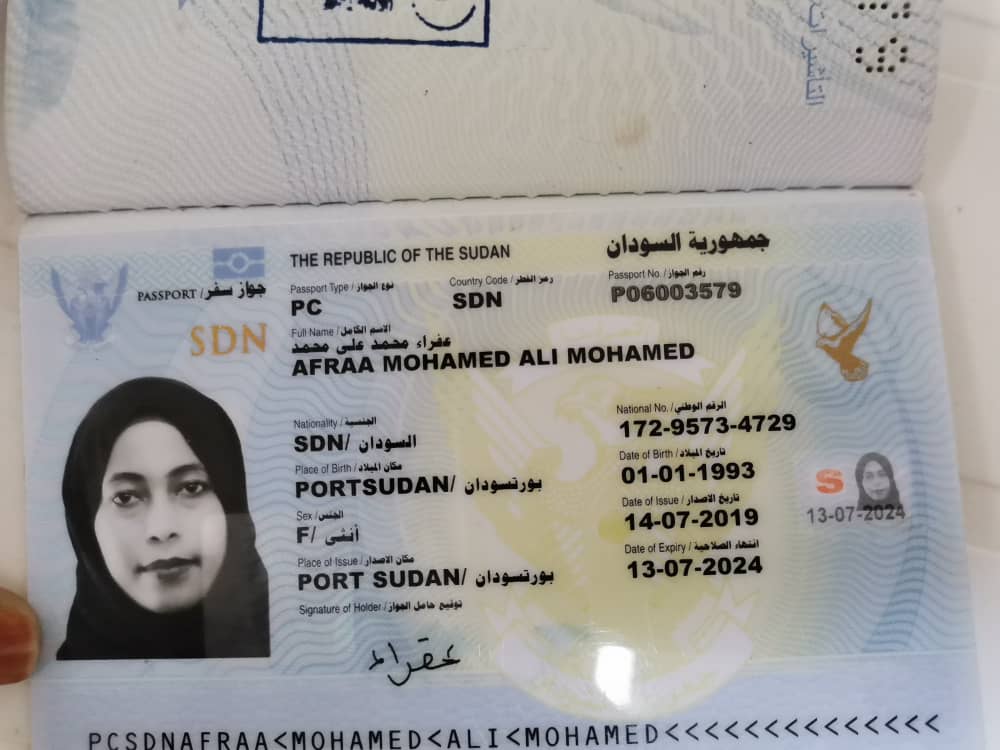 التأشيرات
THE REPUBLIC OF THE SUDAN جمهورية السودان
PASSPORT / جواز سفر
Passport Type / نوع الجواز Country Code / رمز القطر Passport No. / رقم الجواز
PC SDN P06003579
SDN
Full Name / الاسم الكامل
عفراء محمد على محمد
AFRAA MOHAMED ALI MOHAMED
Nationality / الجنسية National No. / الرقم الوطني
SDN/ السودان 172-9573-4729
Place of Birth / مكان الميلاد Date of Birth / تاريخ الميلاد
PORTSUDAN/ بورتسودان 01-01-1993
Sex / الجنس Date of Issue / تاريخ الاصدار
F/ أنثى 14-07-2019
S
13-07-2024
Place of Issue / مكان الاصدار Date of Expiry / انتهاء الصلاحية
PORT SUDAN/ بورتسودان 13-07-2024
Signature of Holder / توقيع حامل الجواز
PCSDNAFRAA<MOHAMED<ALI<MOHAMED<<<<<<<<<<<<<<